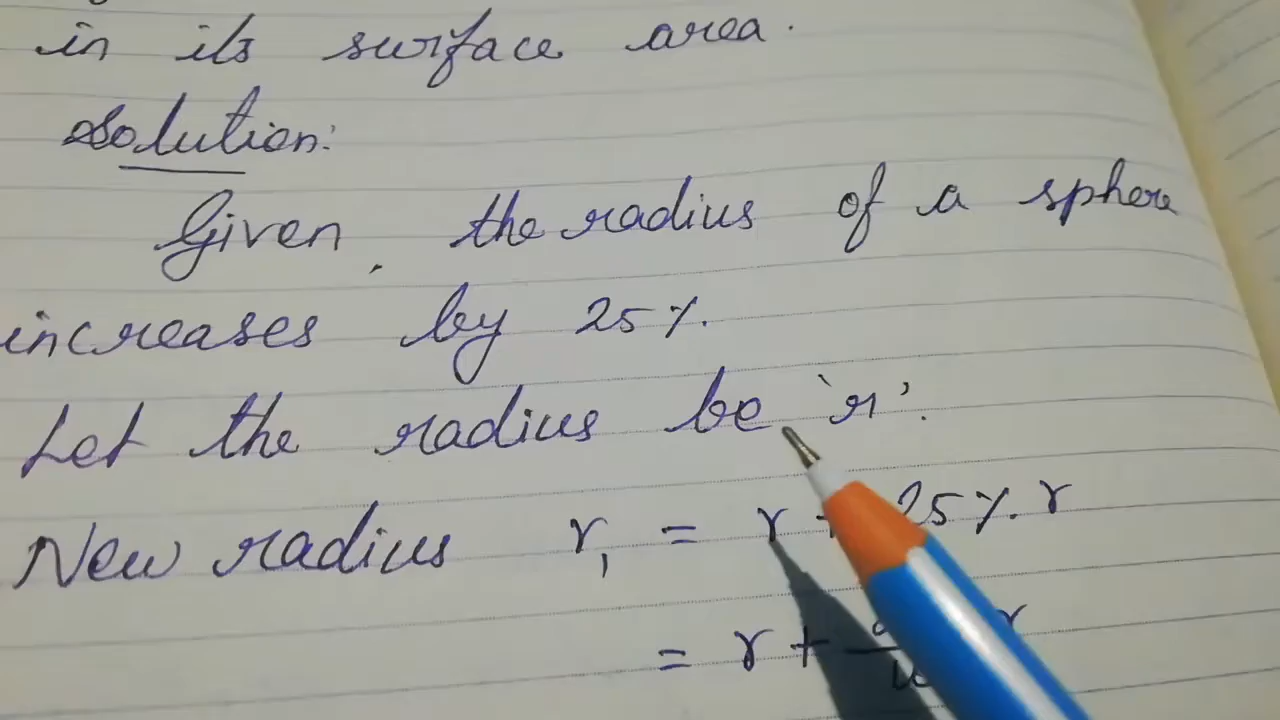 in its surface area.
Solution:
Given, the radius of a sphere
increases by 25%.
Let the radius be 'r'.
New radius r₁ = r + 25% r
= r +